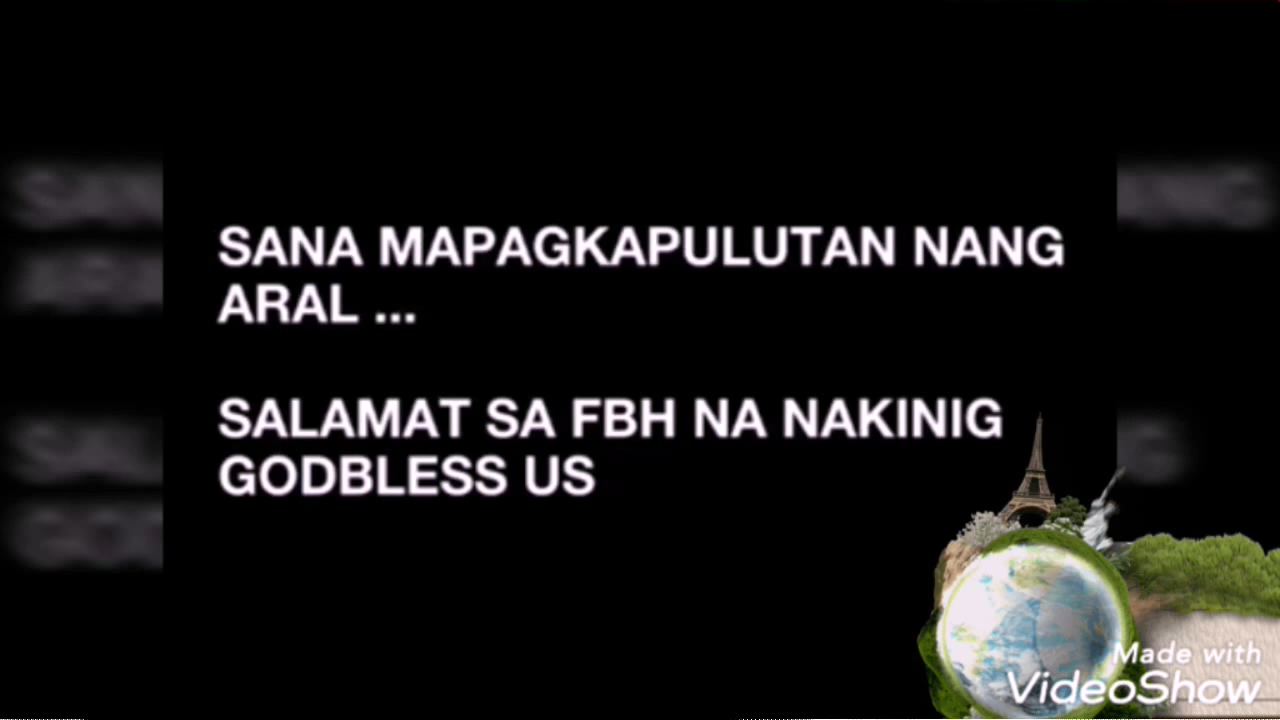 SANA MAPAGKAPULUTAN NANG
ARAL ...
SALAMAT SA FBH NA NAKINIG
GODBLESS US
Made with
VideoShow